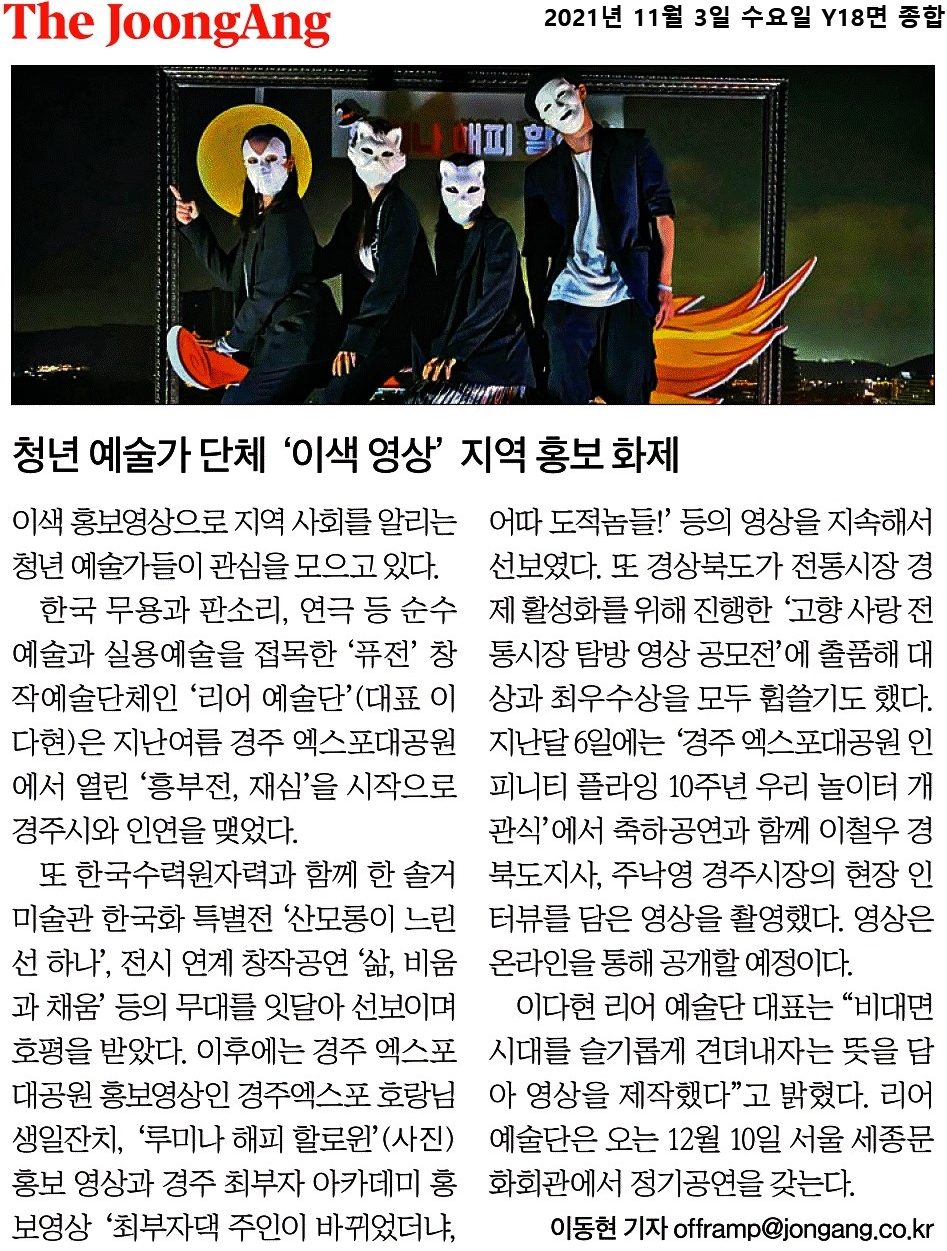 The JoongAng
2021년 11월 3일 수요일 Y18면 종합
나 해피 할
청년 예술가 단체 ‘이색 영상’ 지역 홍보 화제
이색 홍보영상으로 지역 사회를 알리는
청년 예술가들이 관심을 모으고 있다.
한국 무용과 판소리, 연극 등 순수
예술과 실용예술을 접목한 ‘퓨전’ 창
작예술단체인 ‘리어 예술단’(대표 이
다현)은 지난여름 경주 엑스포대공원
에서 열린 ‘흥부전, 재심’을 시작으로
경주시와 인연을 맺었다.
또 한국수력원자력과 함께 한 솔거
미술관 한국화 특별전 ‘산모롱이 느린
선 하나’, 전시 연계 창작공연 ‘삶, 비움
과 채움’ 등의 무대를 잇달아 선보이며
호평을 받았다. 이후에는 경주 엑스포
대공원 홍보영상인 경주엑스포 호랑님
생일잔치, ‘루미나 해피 할로윈’(사진)
홍보 영상과 경주 최부자 아카데미 홍
보영상 ‘최부자댁 주인이 바뀌었더냐,
어따 도적놈들!’ 등의 영상을 지속해서
선보였다. 또 경상북도가 전통시장 경
제 활성화를 위해 진행한 ‘고향 사랑 전
통시장 탐방 영상 공모전’에 출품해 대
상과 최우수상을 모두 휩쓸기도 했다.
지난달 6일에는 ‘경주 엑스포대공원 인
피니티 플라잉 10주년 우리 놀이터 개
관식’에서 축하공연과 함께 이철우 경
북도지사, 주낙영 경주시장의 현장 인
터뷰를 담은 영상을 촬영했다. 영상은
온라인을 통해 공개할 예정이다.
이다현 리어 예술단 대표는 “비대면
시대를 슬기롭게 견뎌내자는 뜻을 담
아 영상을 제작했다”고 밝혔다. 리어
예술단은 오는 12월 10일 서울 세종문
화회관에서 정기공연을 갖는다.
이동현 기자 offramp@jongang.co.kr